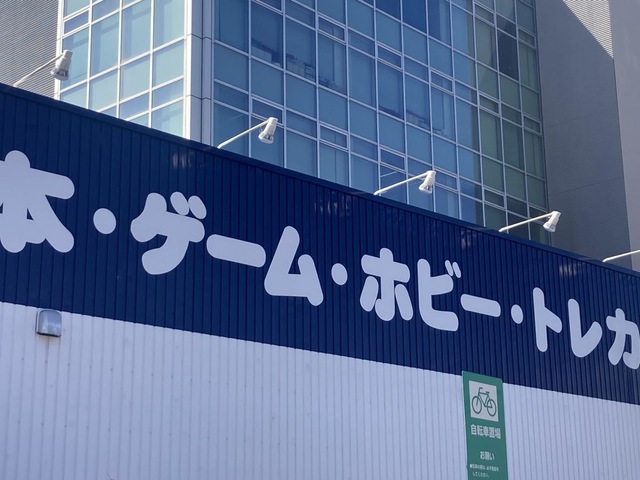 本・ゲーム・ホビー・トレカ
自転車置場
お願い